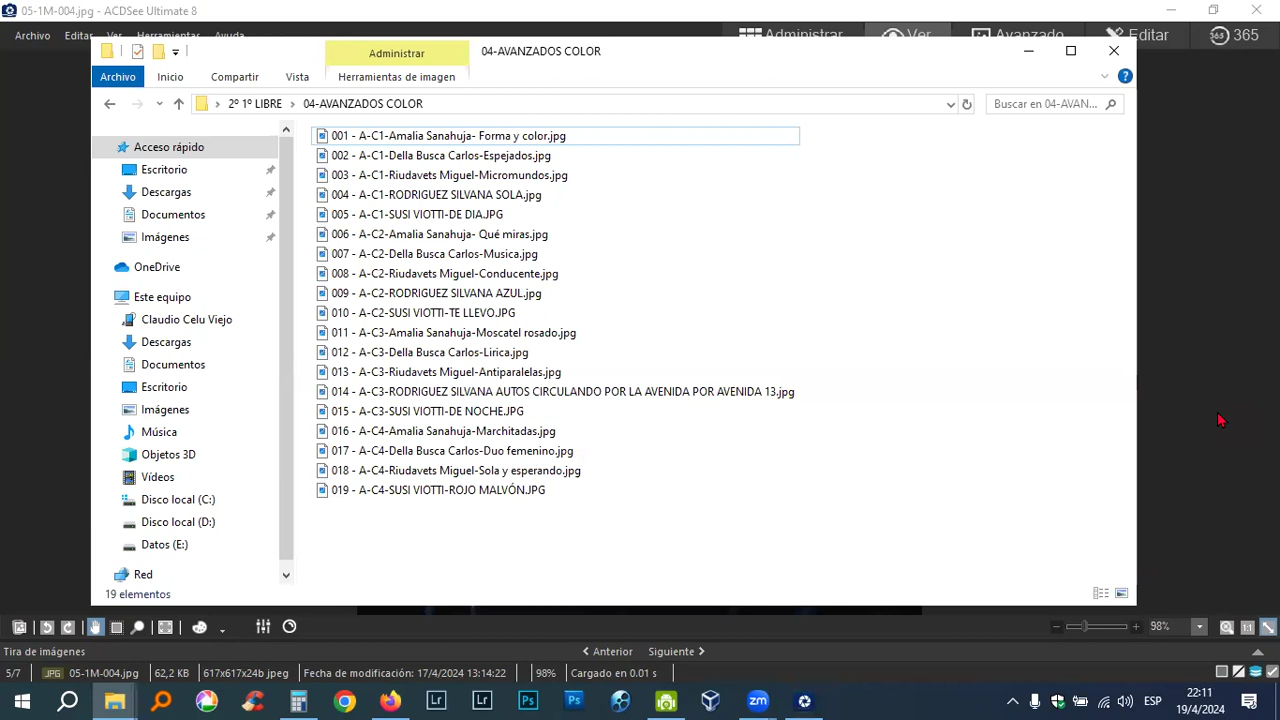 05-1M-004.jpg - ACDSee Ultimate 8
Archivo Editar Ver Herramientas Ayuda Administrar Ver Avanzado Editar 365
Administrar 04-AVANZADOS COLOR
Archivo Inicio Compartir Vista Herramientas de imagen
2º 1º LIBRE 04-AVANZADOS COLOR Buscar en 04-AVAN...
Acceso rápido
Escritorio
Descargas
Documentos
Imágenes
OneDrive
Este equipo
Claudio Celu Viejo
Descargas
Documentos
Escritorio
Imágenes
Música
Objetos 3D
Vídeos
Disco local (C:)
Disco local (D:)
Datos (E:)
Red
001 - A-C1-Amalia Sanahuja- Forma y color.jpg
002 - A-C1-Della Busca Carlos-Espejados.jpg
003 - A-C1-Riudavets Miguel-Micromundos.jpg
004 - A-C1-RODRIGUEZ SILVANA SOLA.jpg
005 - A-C1-SUSI VIOTTI-DE DIA.JPG
006 - A-C2-Amalia Sanahuja- Qué miras.jpg
007 - A-C2-Della Busca Carlos-Musica.jpg
008 - A-C2-Riudavets Miguel-Conducente.jpg
009 - A-C2-RODRIGUEZ SILVANA AZUL.jpg
010 - A-C2-SUSI VIOTTI-TE LLEVO.JPG
011 - A-C3-Amalia Sanahuja-Moscatel rosado.jpg
012 - A-C3-Della Busca Carlos-Lirica.jpg
013 - A-C3-Riudavets Miguel-Antiparalelas.jpg
014 - A-C3-RODRIGUEZ SILVANA AUTOS CIRCULANDO POR LA AVENIDA POR AVENIDA 13.jpg
015 - A-C3-SUSI VIOTTI-DE NOCHE.JPG
016 - A-C4-Amalia Sanahuja-Marchitadas.jpg
017 - A-C4-Della Busca Carlos-Duo femenino.jpg
018 - A-C4-Riudavets Miguel-Sola y esperando.jpg
019 - A-C4-SUSI VIOTTI-ROJO MALVÓN.JPG
19 elementos
98% 1:1
Tira de imágenes Anterior Siguiente
5/7 JPG 05-1M-004.jpg 62,2 KB 617x617x24b jpeg Fecha de modificación: 17/4/2024 13:14:22 98% Cargado en 0.01 s
Lr Lr Ps Ps zm ESP 22:11
19/4/2024